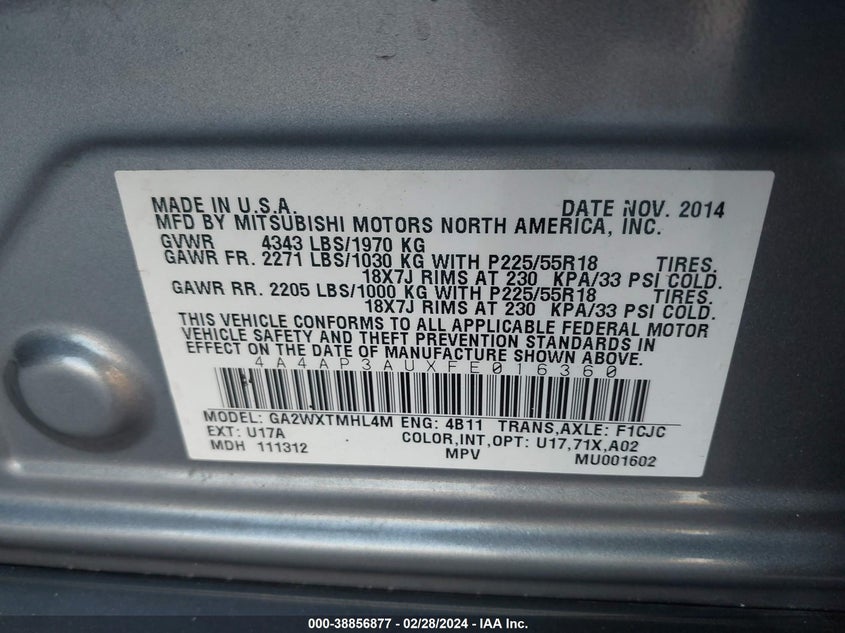 MADE IN U.S.A. DATE NOV. 2014
MFD BY MITSUBISHI MOTORS NORTH AMERICA, INC.
GVWR 4343 LBS/1970 KG
GAWR FR. 2271 LBS/1030 KG WITH P225/55R18 TIRES.
18X7J RIMS AT 230 KPA/33 PSI COLD.
GAWR RR. 2205 LBS/1000 KG WITH P225/55R18 TIRES.
18X7J RIMS AT 230 KPA/33 PSI COLD.
THIS VEHICLE CONFORMS TO ALL APPLICABLE FEDERAL MOTOR
VEHICLE SAFETY AND THEFT PREVENTION STANDARDS IN
EFFECT ON THE DATE OF MANUFACTURE SHOWN ABOVE.
4A4AP3AUXFE016360
MODEL: GA2WXTMHL4M ENG: 4B11 TRANS,AXLE: F1CJC
EXT: U17A COLOR,INT,OPT: U17,71X,A02
MDH 111312 MPV MU001602
000-38856877 / 02/28/2024 / IAA Inc.